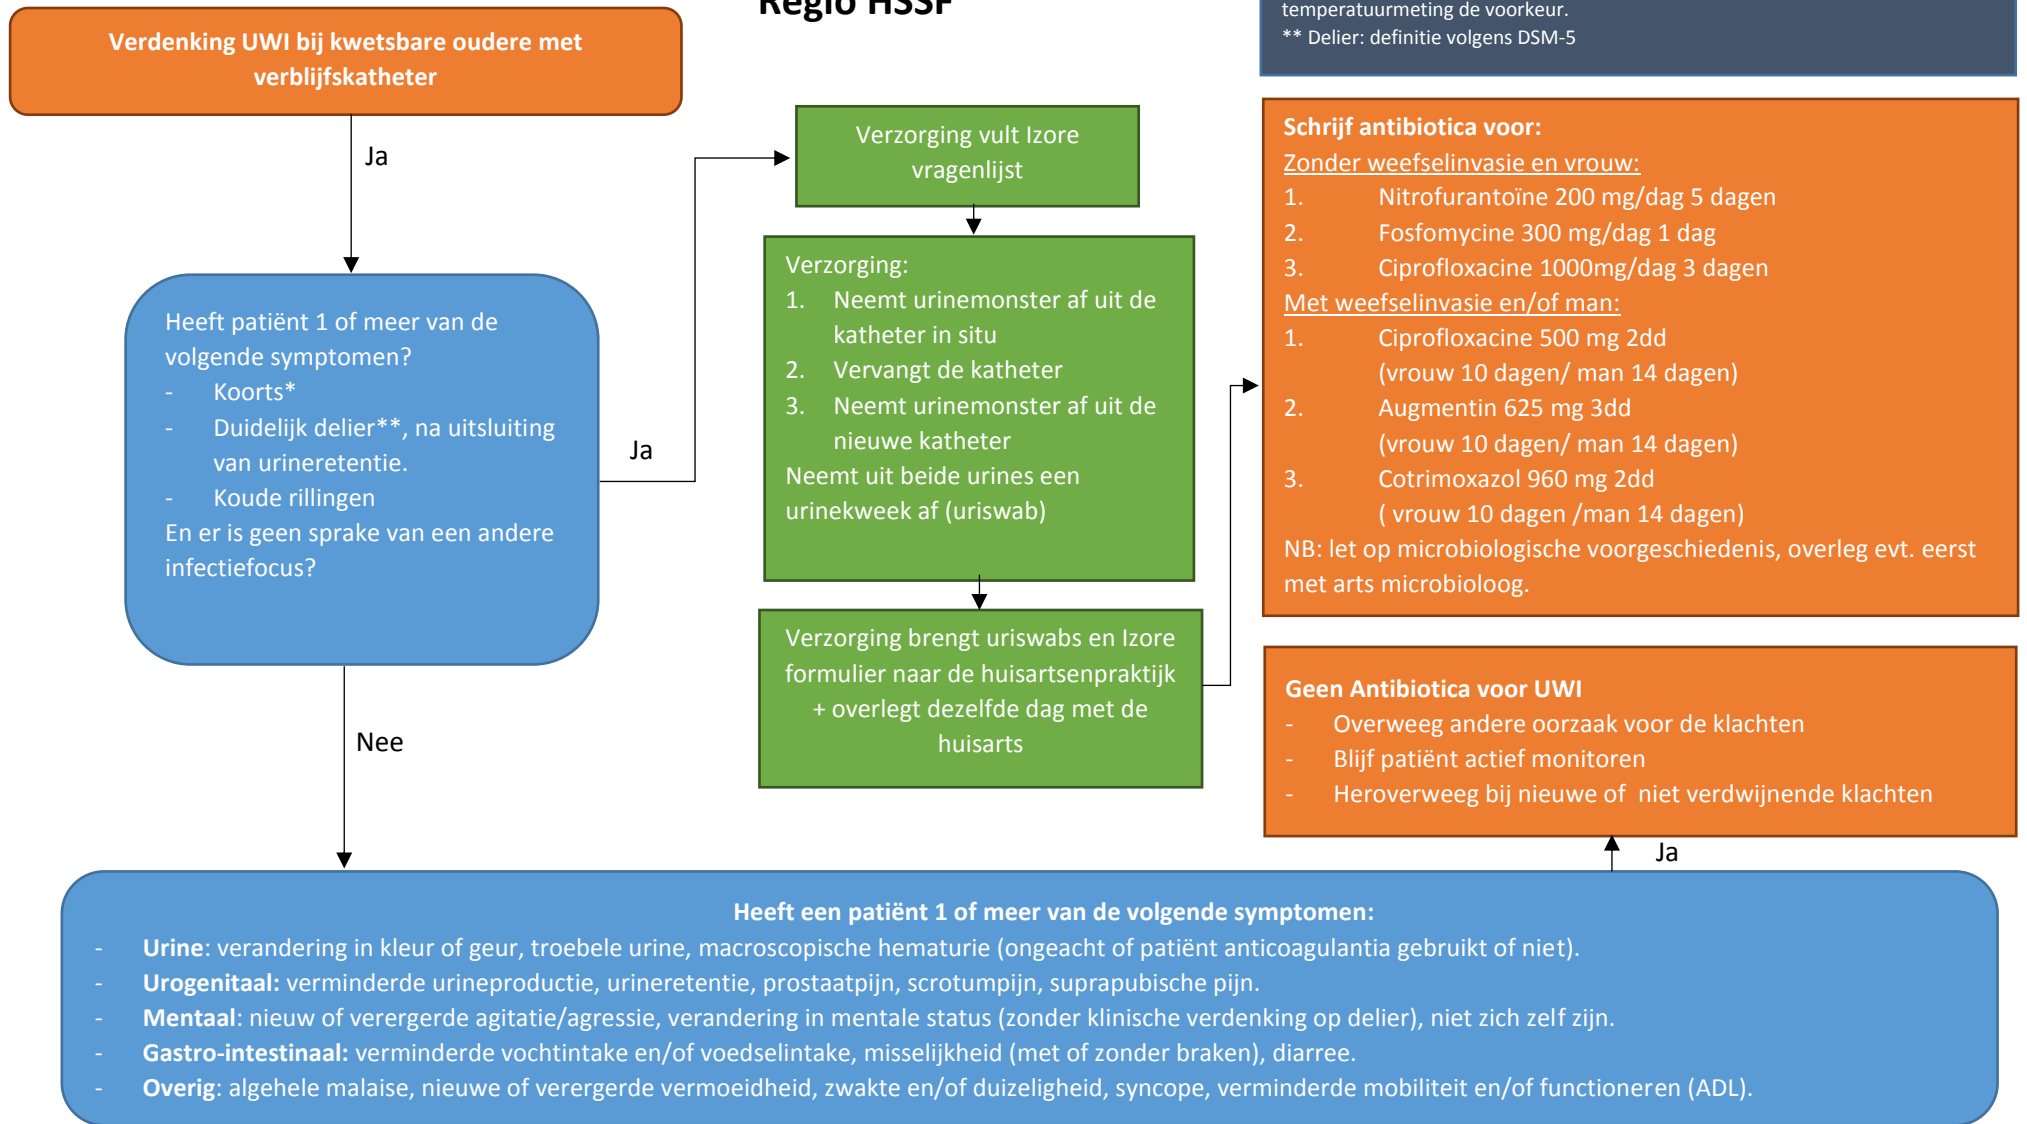 Regio HSSF
temperatuurmeting de voorkeur.
** Delier: definitie volgens DSM-5
Verdenking UWI bij kwetsbare oudere met
verblijfskatheter
Ja
Heeft patiënt 1 of meer van de
volgende symptomen?
- Koorts*
- Duidelijk delier**, na uitsluiting
van urineretentie.
- Koude rillingen
En er is geen sprake van een andere
infectiefocus?
Ja
Nee
Verzorging vult Izore
vragenlijst
Verzorging:
1. Neemt urinemonster af uit de
katheter in situ
2. Vervangt de katheter
3. Neemt urinemonster af uit de
nieuwe katheter
Neemt uit beide urines een
urinekweek af (uriswab)
Verzorging brengt uriswabs en Izore
formulier naar de huisartsenpraktijk
+ overlegt dezelfde dag met de
huisarts
Schrijf antibiotica voor:
Zonder weefselinvasie en vrouw:
1. Nitrofurantoïne 200 mg/dag 5 dagen
2. Fosfomycine 300 mg/dag 1 dag
3. Ciprofloxacine 1000mg/dag 3 dagen
Met weefselinvasie en/of man:
1. Ciprofloxacine 500 mg 2dd
(vrouw 10 dagen/ man 14 dagen)
2. Augmentin 625 mg 3dd
(vrouw 10 dagen/ man 14 dagen)
3. Cotrimoxazol 960 mg 2dd
( vrouw 10 dagen /man 14 dagen)
NB: let op microbiologische voorgeschiedenis, overleg evt. eerst
met arts microbioloog.
Geen Antibiotica voor UWI
- Overweeg andere oorzaak voor de klachten
- Blijf patiënt actief monitoren
- Heroverweeg bij nieuwe of  niet verdwijnende klachten
Ja
Heeft een patiënt 1 of meer van de volgende symptomen:
- Urine: verandering in kleur of geur, troebele urine, macroscopische hematurie (ongeacht of patiënt anticoagulantia gebruikt of niet).
- Urogenitaal: verminderde urineproductie, urineretentie, prostaatpijn, scrotumpijn, suprapubische pijn.
- Mentaal: nieuw of verergerde agitatie/agressie, verandering in mentale status (zonder klinische verdenking op delier), niet zich zelf zijn.
- Gastro-intestinaal: verminderde vochtintake en/of voedselintake, misselijkheid (met of zonder braken), diarree.
- Overig: algehele malaise, nieuwe of verergerde vermoeidheid, zwakte en/of duizeligheid, syncope, verminderde mobiliteit en/of functioneren (ADL).